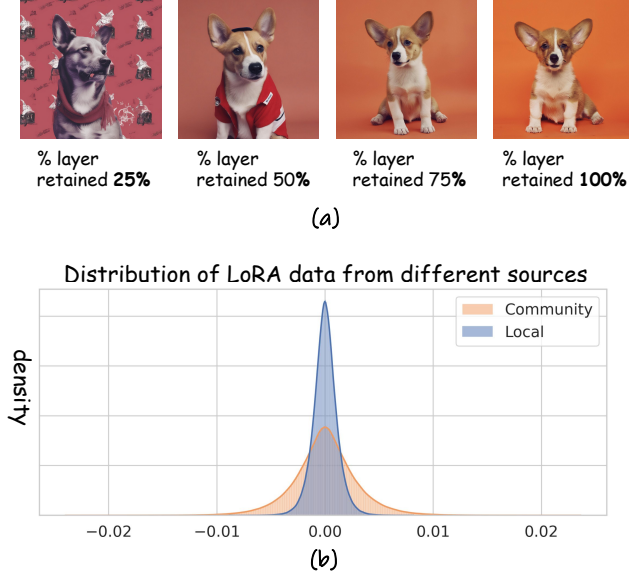 % layer
retained 25%
% layer
retained 50%
% layer
retained 75%
% layer
retained 100%
(a)
Distribution of LoRA data from different sources
Community
Local
density
−0.02 −0.01 0.00 0.01 0.02
(b)